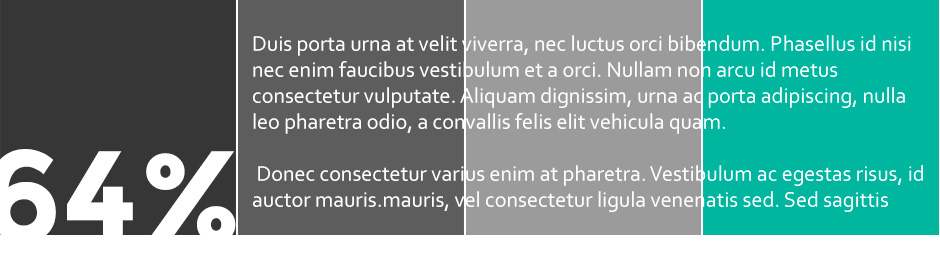 64%
Duis porta urna at velit viverra, nec luctus orci bibendum. Phasellus id nisi
nec enim faucibus vestibulum et a orci. Nullam non arcu id metus
consectetur vulputate. Aliquam dignissim, urna ac porta adipiscing, nulla
leo pharetra odio, a convallis felis elit vehicula quam.
Donec consectetur varius enim at pharetra. Vestibulum ac egestas risus, id
auctor mauris.mauris, vel consectetur ligula venenatis sed. Sed sagittis